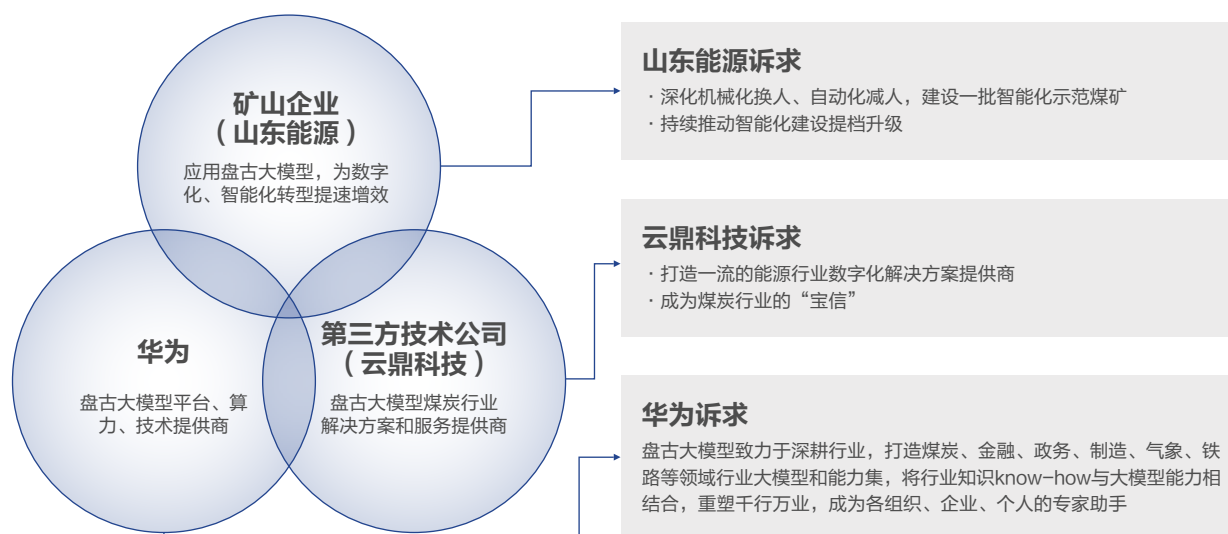 矿山企业
（山东能源）
应用盘古大模型，为数字
化、智能化转型提速增效
华为
盘古大模型平台、算
力、技术提供商
第三方技术公司
（云鼎科技）
盘古大模型煤炭行业
解决方案和服务提供商
山东能源诉求
·深化机械化换人、自动化减人，建设一批智能化示范煤矿
·持续推动智能化建设提档升级
云鼎科技诉求
·打造一流的能源行业数字化解决方案提供商
·成为煤炭行业的“宝信”
华为诉求
盘古大模型致力于深耕行业，打造煤炭、金融、政务、制造、气象、铁
路等领域行业大模型和能力集，将行业知识know-how与大模型能力相
结合，重塑千行万业，成为各组织、企业、个人的专家助手